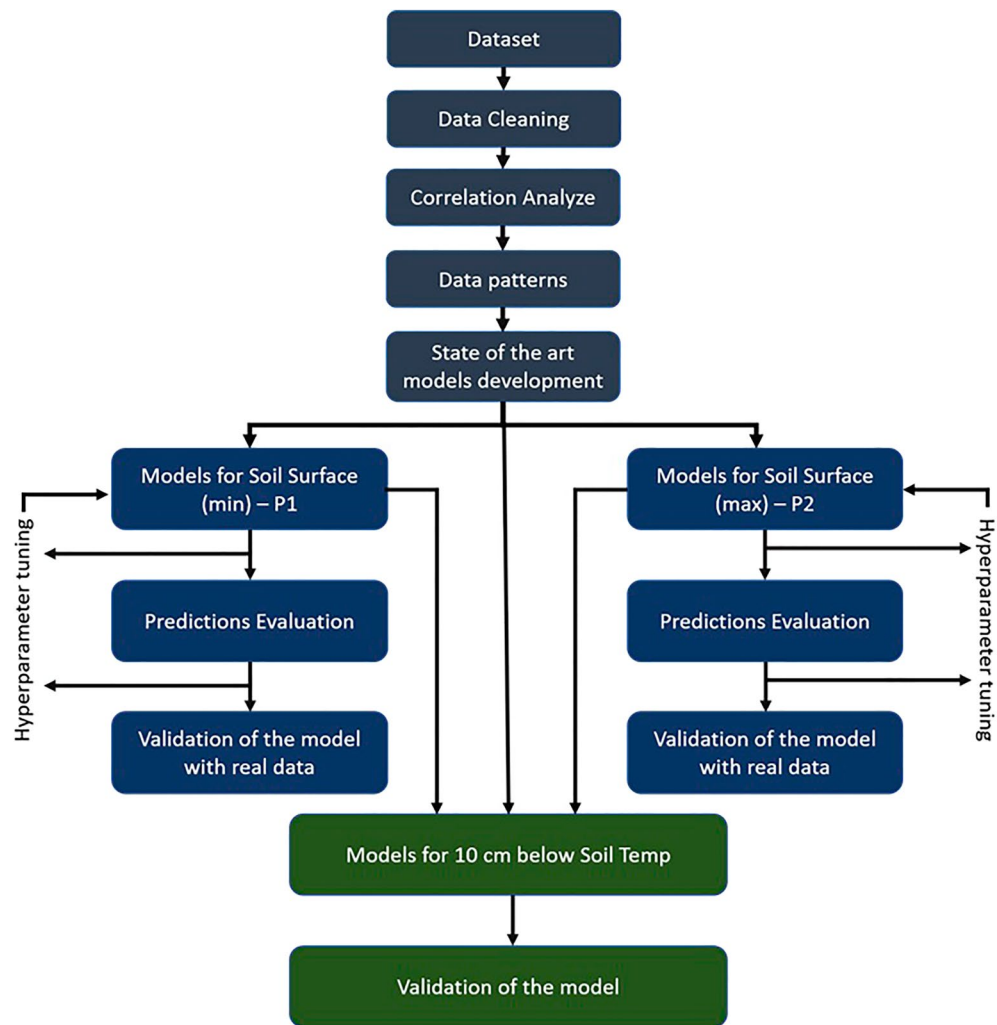 Dataset
Data Cleaning
Correlation Analyze
Data patterns
State of the art
models development
Models for Soil Surface
(min) – P1
Models for Soil Surface
(max) – P2
Hyperparameter tuning
Hyperparameter tuning
Predictions Evaluation
Predictions Evaluation
Validation of the model
with real data
Validation of the model
with real data
Models for 10 cm below Soil Temp
Validation of the model